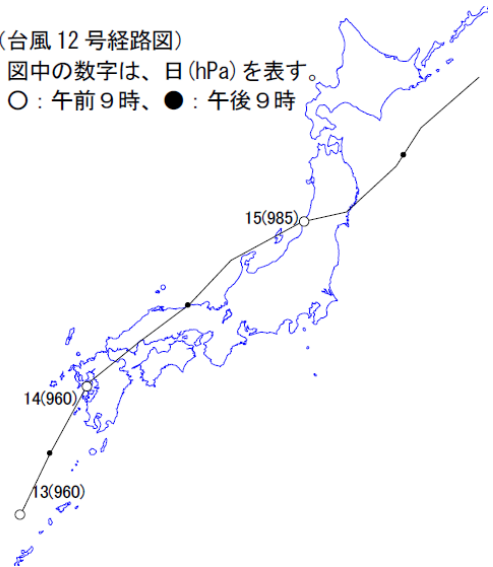 (台風 12 号経路図)
図中の数字は、日(hPa)を表す。
○：午前９時、●：午後９時
15(985)
14(960)
13(960)